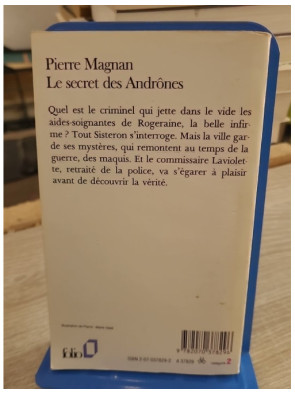 Pierre Magnan
Le secret des Andrônes
Quel est le criminel qui jette dans le vide les
aides-soignantes de Rogeraine, la belle infir-
me ? Tout Sisteron s'interroge. Mais la ville gar-
de ses mystères, qui remontent au temps de la
guerre, des maquis. Et le commissaire Laviolet-
te, retraité de la police, va s'égarer à plaisir
avant de découvrir la vérité.
folio
catégorie 2